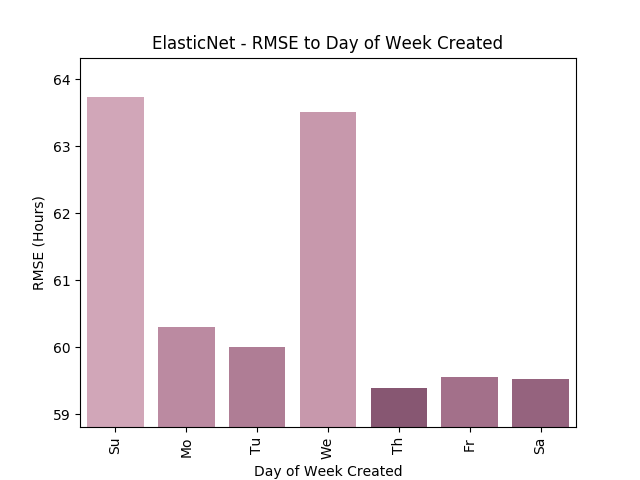 ElasticNet - RMSE to Day of Week Created
RMSE (Hours)
64
63
62
61
60
59
Su
Mo
Tu
We
Th
Fr
Sa
Day of Week Created